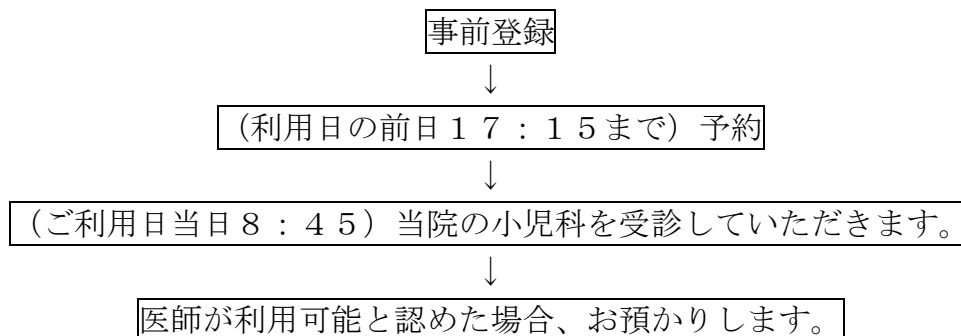 事前登録
↓
（利用日の前日１７：１５まで）予約
↓
（ご利用日当日８：４５）当院の小児科を受診していただきます。
↓
医師が利用可能と認めた場合、お預かりします。